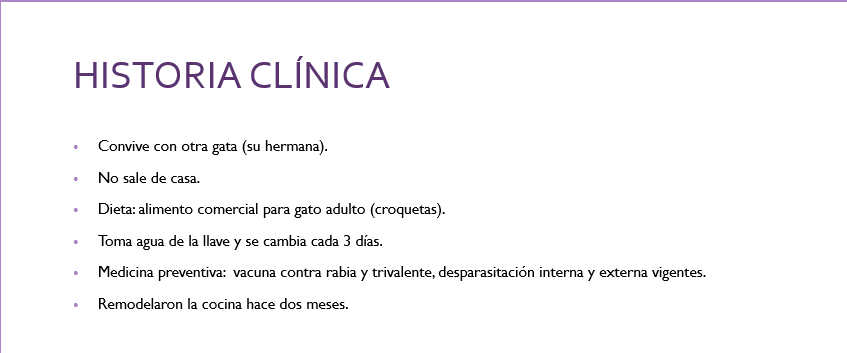 HISTORIA CLÍNICA
• Convive con otra gata (su hermana).
• No sale de casa.
• Dieta: alimento comercial para gato adulto (croquetas).
• Toma agua de la llave y se cambia cada 3 días.
• Medicina preventiva:  vacuna contra rabia y trivalente, desparasitación interna y externa vigentes.
• Remodelaron la cocina hace dos meses.